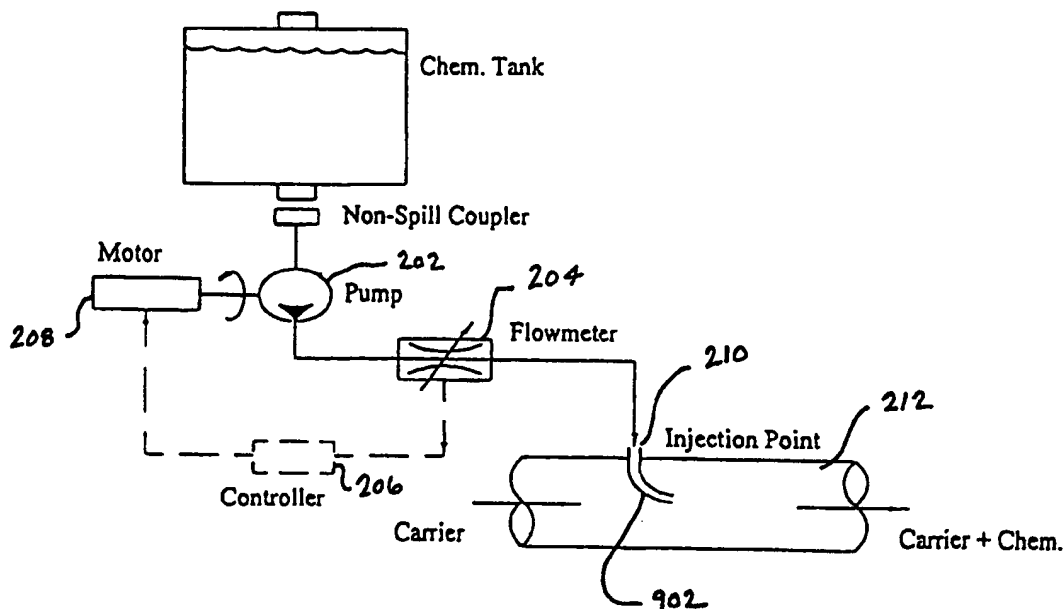 Chem. Tank
Non-Spill Coupler
Motor
202
204
Pump
Flowmeter
208
210
212
Injection Point
206
Controller
Carrier
Carrier + Chem.
902